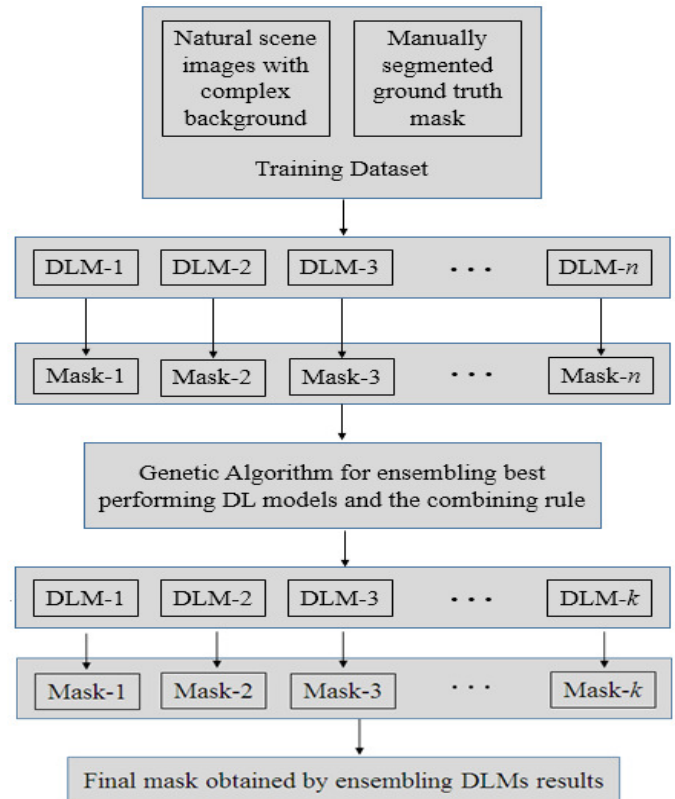 Natural scene
images with
complex
background
Manually
segmented
ground truth
mask
Training Dataset
DLM-1 DLM-2 DLM-3 • • • DLM-n
Mask-1 Mask-2 Mask-3 • • • Mask-n
Genetic Algorithm for ensembling best
performing DL models and the combining rule
DLM-1 DLM-2 DLM-3 • • • DLM-k
Mask-1 Mask-2 Mask-3 • • • Mask-k
Final mask obtained by ensembling DLMs results